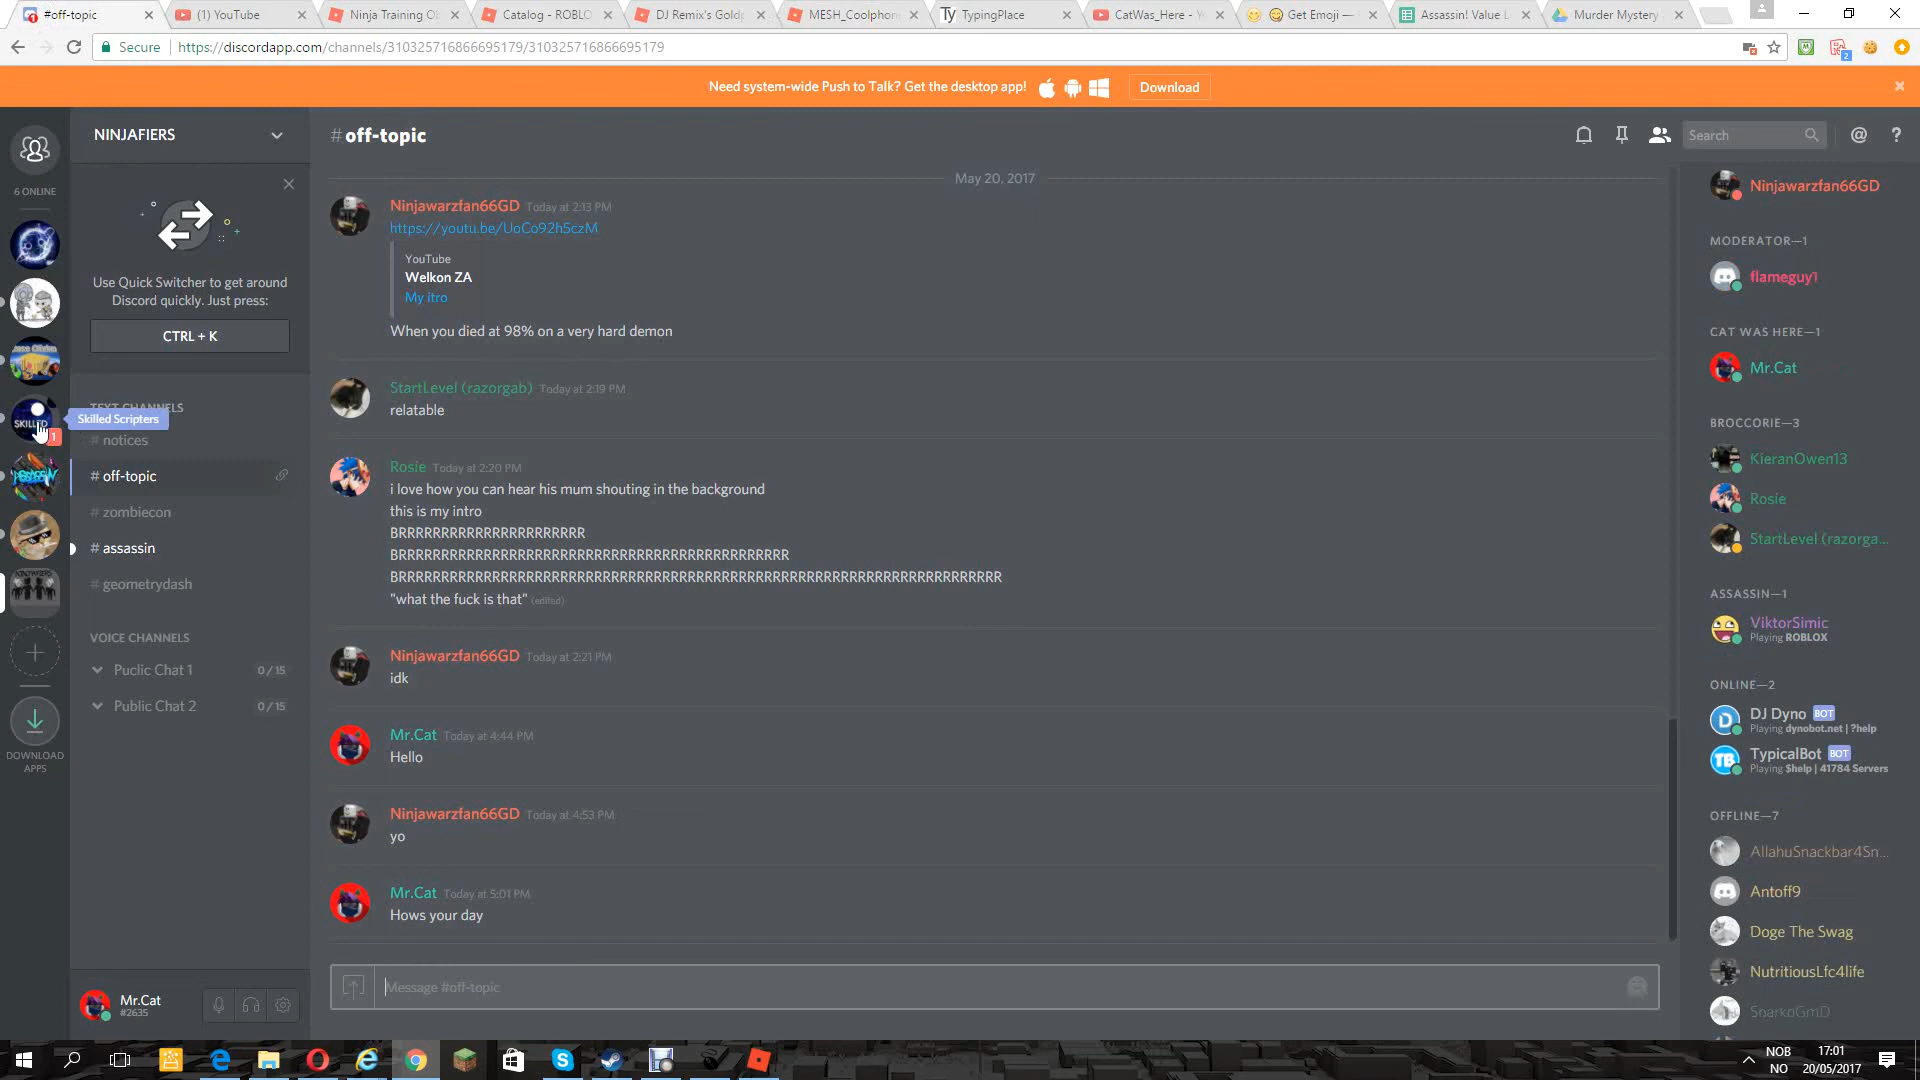 #off-topic
(1) YouTube
Ninja Training Ob
Catalog - ROBLO
DJ Remix's Goldp
MESH_Coolphon
TypingPlace
CatWas_Here - Y
Get Emoji —
Assassin! Value L
Murder Mystery
Secure
https://discordapp.com/channels/310325716866695179/310325716866695179
Need system-wide Push to Talk? Get the desktop app!
Download
NINJAFIERS
#off-topic
Search
6 ONLINE
Use Quick Switcher to get around
Discord quickly. Just press:
CTRL + K
TEXT CHANNELS
Skilled Scripters
SKILLED
1
# notices
# off-topic
# zombiecon
# assassin
# geometrydash
VOICE CHANNELS
Puclic Chat 1 0/15
Public Chat 2 0/15
DOWNLOAD
APPS
Mr.Cat
#2635
May 20, 2017
Ninjawarzfan66GD Today at 2:13 PM
https://youtu.be/UoCo92h5czM
YouTube
Welkon ZA
My itro
When you died at 98% on a very hard demon
StartLevel (razorgab) Today at 2:19 PM
relatable
Rosie Today at 2:20 PM
i love how you can hear his mum shouting in the background
this is my intro
BRRRRRRRRRRRRRRRRRRRRRR
BRRRRRRRRRRRRRRRRRRRRRRRRRRRRRRRRRRRRRRRRRRRRRR
BRRRRRRRRRRRRRRRRRRRRRRRRRRRRRRRRRRRRRRRRRRRRRRRRRRRRRRRRRRRRRRRRRRRRRRR
"what the fuck is that" (edited)
Ninjawarzfan66GD Today at 2:21 PM
idk
Mr.Cat Today at 4:44 PM
Hello
Ninjawarzfan66GD Today at 4:53 PM
yo
Mr.Cat Today at 5:01 PM
Hows your day
Message #off-topic
Ninjawarzfan66GD
MODERATOR—1
flameguy1
CAT WAS HERE—1
Mr.Cat
BROCCORIE—3
KieranOwen13
Rosie
StartLevel (razorga...
ASSASSIN—1
ViktorSimic
Playing ROBLOX
ONLINE—2
DJ Dyno BOT
Playing dynobot.net | ?help
TypicalBot BOT
Playing $help | 41784 Servers
OFFLINE—7
AllahuSnackbar4Sn...
Antoff9
Doge The Swag
NutritiousLfc4life
SparkoGmD
NOB
NO
17:01
20/05/2017